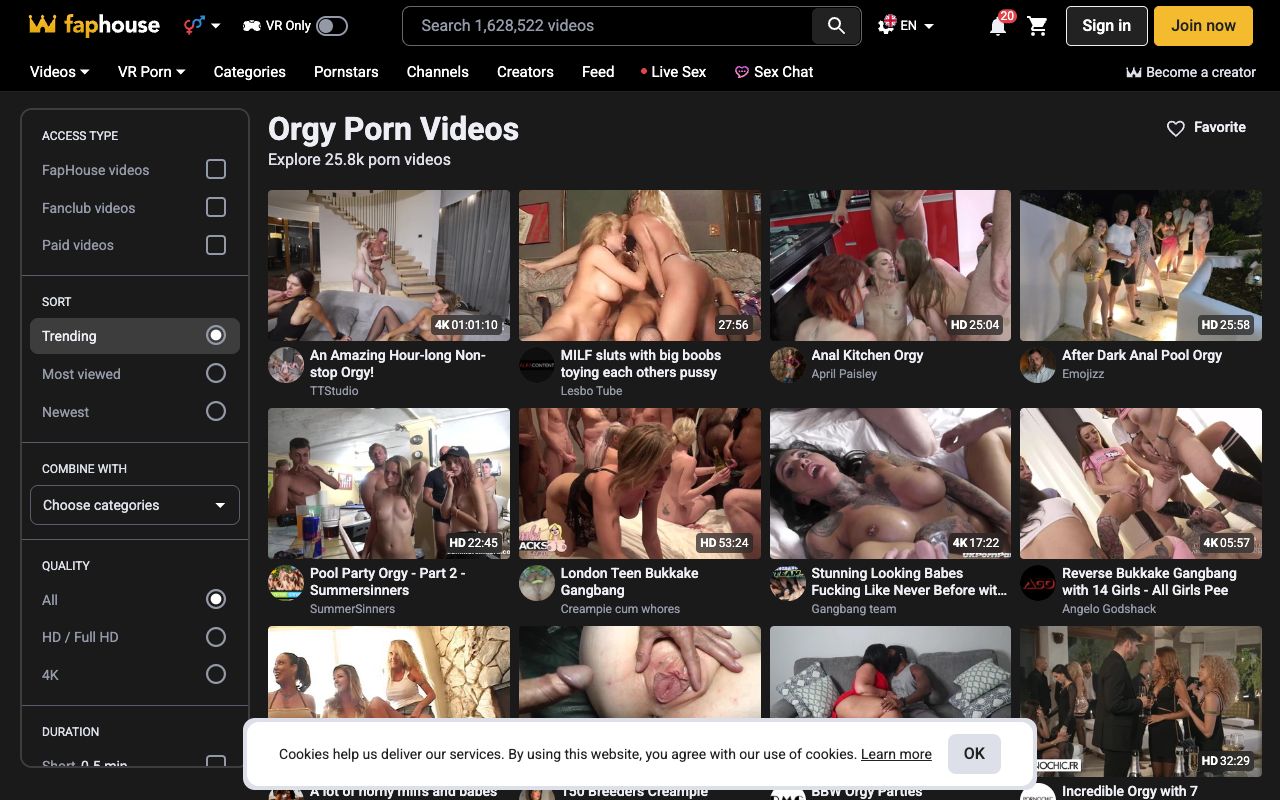 faphouse
VR Only
Search 1,628,522 videos
EN
20
Sign in
Join now
Videos
VR Porn
Categories
Pornstars
Channels
Creators
Feed
Live Sex
Sex Chat
Become a creator
ACCESS TYPE
FapHouse videos
Fanclub videos
Paid videos
SORT
Trending
Most viewed
Newest
COMBINE WITH
Choose categories
QUALITY
All
HD / Full HD
4K
DURATION
Short 0-5 min
Orgy Porn Videos
Explore 25.8k porn videos
Favorite
4K 01:01:10
27:56
HD 25:04
HD 25:58
An Amazing Hour-long Non-
stop Orgy!
TTStudio
MILF sluts with big boobs
toying each others pussy
Lesbo Tube
Anal Kitchen Orgy
April Paisley
After Dark Anal Pool Orgy
Emojizz
HD 22:45
HD 53:24
4K 17:22
4K 05:57
Pool Party Orgy - Part 2 -
Summersinners
SummerSinners
London Teen Bukkake
Gangbang
Creampie cum whores
Stunning Looking Babes
Fucking Like Never Before wit...
Gangbang team
Reverse Bukkake Gangbang
with 14 Girls - All Girls Pee
Angelo Godshack
HD 32:29
A lot of horny milfs and babes
150 Breeders Creampie
BBW Orgy Parties
Incredible Orgy with 7
Cookies help us deliver our services. By using this website, you agree with our use of cookies. Learn more
OK